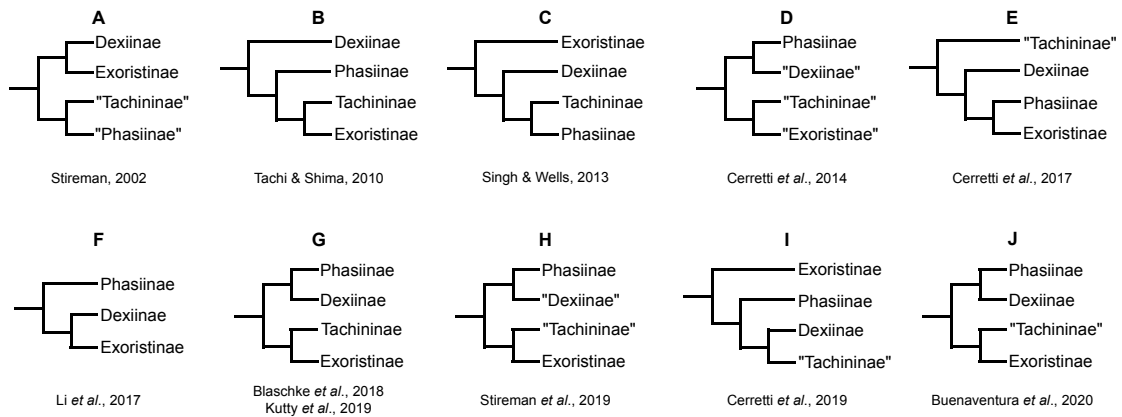 A
Dexiinae
Exoristinae
"Tachininae"
"Phasiinae"
Stireman, 2002
B
Dexiinae
Phasiinae
Tachininae
Exoristinae
Tachi & Shima, 2010
C
Exoristinae
Dexiinae
Tachininae
Phasiinae
Singh & Wells, 2013
D
Phasiinae
"Dexiinae"
"Tachininae"
"Exoristinae"
Cerretti et al., 2014
E
"Tachininae"
Dexiinae
Phasiinae
Exoristinae
Cerretti et al., 2017
F
Phasiinae
Dexiinae
Exoristinae
Li et al., 2017
G
Phasiinae
Dexiinae
Tachininae
Exoristinae
Blaschke et al., 2018
Kutty et al., 2019
H
Phasiinae
"Dexiinae"
"Tachininae"
Exoristinae
Stireman et al., 2019
I
Exoristinae
Phasiinae
Dexiinae
"Tachininae"
Cerretti et al., 2019
J
Phasiinae
Dexiinae
"Tachininae"
Exoristinae
Buenaventura et al., 2020